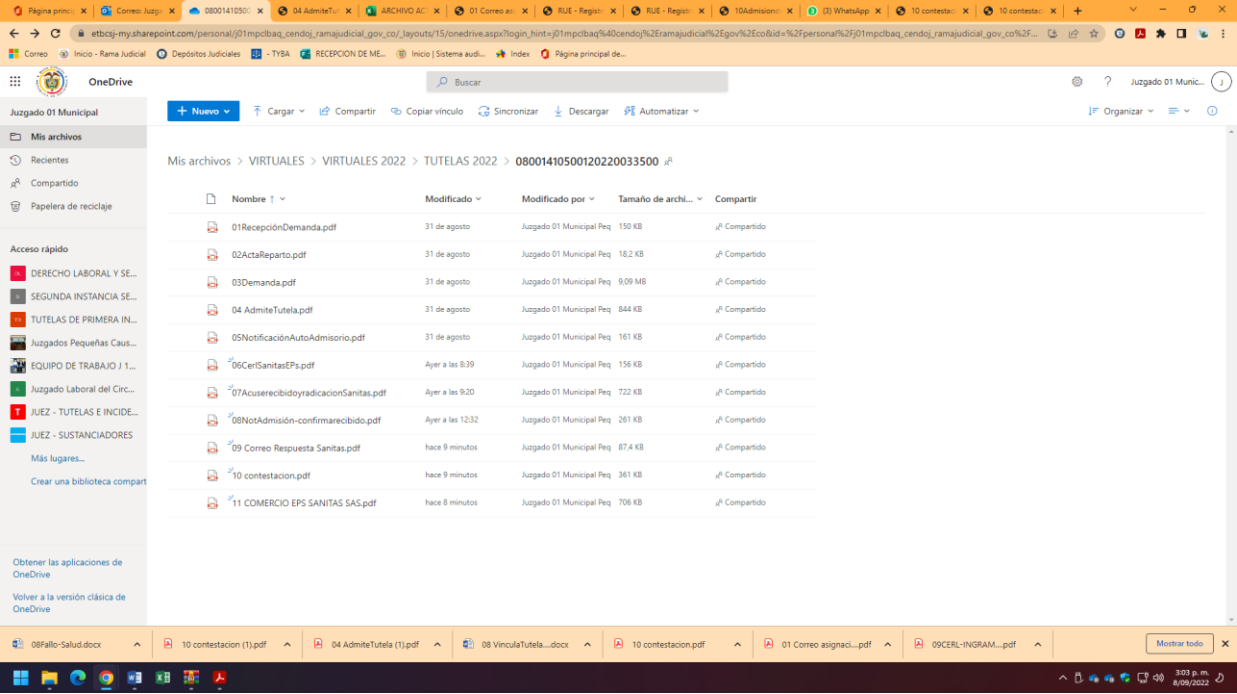 Página princi
Correo: Juzga
08001410500
04 AdmiteTut
ARCHIVO AC
01 Correo asi
RUE - Registr
RUE - Registr
10Admisiond
(3) WhatsApp
10 contestaci
10 contestaci
etbcsj-my.sharepoint.com/personal/j01mpclbaq_cendoj_ramajudicial_gov_co/_layouts/15/onedrive.aspx?login_hint=j01mpclbaq%40cendoj%2Eramajudicial%2Egov%2Eco&id=%2Fpersonal%2Fj01mpclbaq_cendoj_ramajudicial_gov_co%2F...
Correo
Inicio - Rama Judicial
Depósitos Judiciales
- TYBA
RECEPCION DE ME...
Inicio | Sistema audi...
Index
Página principal de...
OneDrive
Buscar
Juzgado 01 Munic...
J
Juzgado 01 Municipal
+ Nuevo
Cargar
Compartir
Copiar vínculo
Sincronizar
Descargar
Automatizar
Organizar
Mis archivos
Recientes
Compartido
Papelera de reciclaje
Mis archivos > VIRTUALES > VIRTUALES 2022 > TUTELAS 2022 > 08001410500120220033500
Nombre ↑ Modificado Modificado por Tamaño de archi... Compartir
01RecepciónDemanda.pdf 31 de agosto Juzgado 01 Municipal Peq 150 KB Compartido
02ActaReparto.pdf 31 de agosto Juzgado 01 Municipal Peq 18,2 KB Compartido
03Demanda.pdf 31 de agosto Juzgado 01 Municipal Peq 9,09 MB Compartido
04 AdmiteTutela.pdf 31 de agosto Juzgado 01 Municipal Peq 844 KB Compartido
05NotificaciónAutoAdmisorio.pdf 31 de agosto Juzgado 01 Municipal Peq 161 KB Compartido
06CerlSanitasEPs.pdf Ayer a las 8:39 Juzgado 01 Municipal Peq 156 KB Compartido
07AcuserecibidoyradicacionSanitas.pdf Ayer a las 9:20 Juzgado 01 Municipal Peq 722 KB Compartido
08NotAdmisión-confirmarecibido.pdf Ayer a las 12:32 Juzgado 01 Municipal Peq 261 KB Compartido
09 Correo Respuesta Sanitas.pdf hace 9 minutos Juzgado 01 Municipal Peq 87,4 KB Compartido
10 contestacion.pdf hace 9 minutos Juzgado 01 Municipal Peq 361 KB Compartido
11 COMERCIO EPS SANITAS SAS.pdf hace 8 minutos Juzgado 01 Municipal Peq 706 KB Compartido
Acceso rápido
DERECHO LABORAL Y SE...
SEGUNDA INSTANCIA SE...
TUTELAS DE PRIMERA IN...
Juzgados Pequeñas Caus...
EQUIPO DE TRABAJO J 1...
Juzgado Laboral del Circ...
T JUEZ - TUTELAS E INCIDE...
JUEZ - SUSTANCIADORES
Más lugares...
Crear una biblioteca compart
Obtener las aplicaciones de
OneDrive
Volver a la versión clásica de
OneDrive
08Fallo-Salud.docx
10 contestacion (1).pdf
04 AdmiteTutela (1).pdf
08 VinculaTutela....docx
10 contestacion.pdf
01 Correo asignaci....pdf
09CERL-INGRAM....pdf
Mostrar todo
3:03 p. m.
8/09/2022